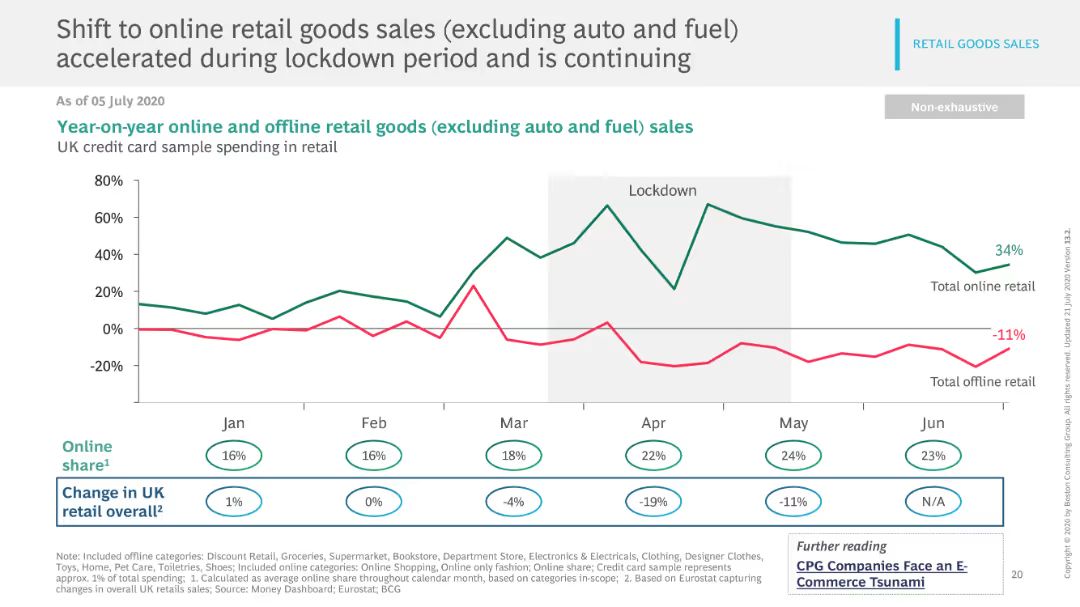 Shift to online retail goods sales (excluding auto and fuel)
accelerated during lockdown period and is continuing
RETAIL GOODS SALES
As of 05 July 2020
Non-exhaustive
Year-on-year online and offline retail goods (excluding auto and fuel) sales
UK credit card sample spending in retail
80%
60%
40%
20%
0%
-20%
Lockdown
34%
Total online retail
-11%
Total offline retail
Jan Feb Mar Apr May Jun
Online
share1
16% 16% 18% 22% 24% 23%
Change in UK
retail overall2
1% 0% -4% -19% -11% N/A
Note: Included offline categories: Discount Retail, Groceries, Supermarket, Bookstore, Department Store, Electronics & Electricals, Clothing, Designer Clothes,
Toys, Home, Pet Care, Toiletries, Shoes; Included online categories: Online Shopping, Online only fashion; Online share; Credit card sample represents
approx. 1% of total spending; 1. Calculated as average online share throughout calendar month, based on categories in-scope; 2. Based on Eurostat capturing
changes in overall UK retails sales; Source: Money Dashboard; Eurostat; BCG
Further reading
CPG Companies Face an E-
Commerce Tsunami
20
Copyright © 2020 by Boston Consulting Group. All rights reserved. Updated 21 July 2020 Version 13.2.